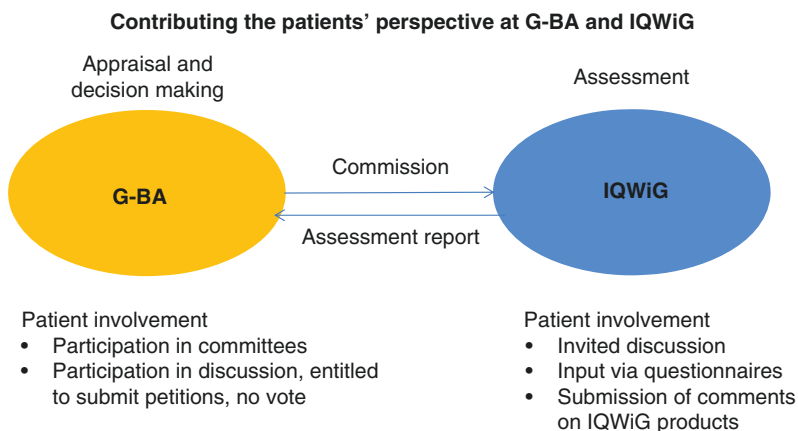 Contributing the patients' perspective at G-BA and IQWiG
Appraisal and
decision making
Assessment
G-BA
Commission
Assessment report
IQWiG
Patient involvement
• Participation in committees
• Participation in discussion, entitled
to submit petitions, no vote
Patient involvement
• Invited discussion
• Input via questionnaires
• Submission of comments
on IQWiG products